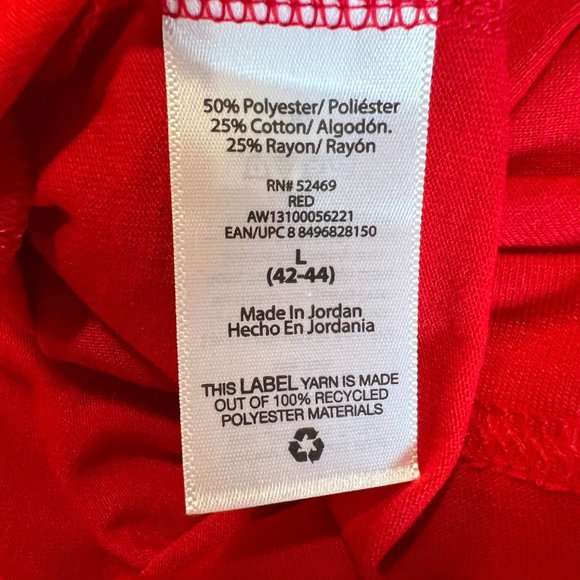 50% Polyester/ Poliéster
25% Cotton/ Algodón.
25% Rayon/ Rayón
RN# 52469
RED
AW13100056221
EAN/UPC 8 8496828150
L
(42-44)
Made In Jordan
Hecho En Jordania
THIS LABEL YARN IS MADE
OUT OF 100% RECYCLED
POLYESTER MATERIALS